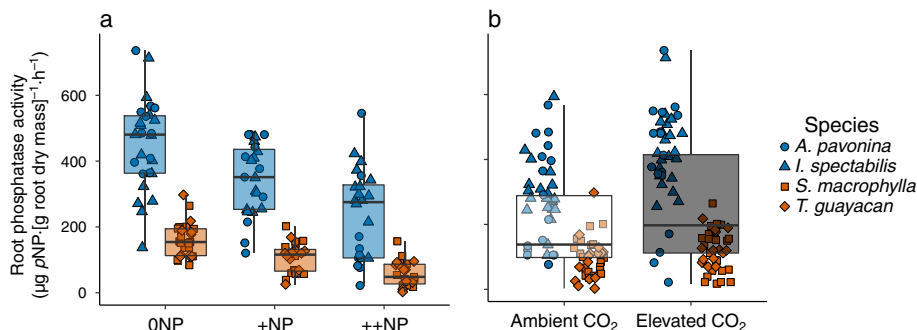 a
b
Root phosphatase activity
(µg pNP·[g root dry mass]⁻¹·h⁻¹)
600
400
200
0
0NP +NP ++NP
Ambient CO₂ Elevated CO₂
Species
A. pavonina
I. spectabilis
S. macrophylla
T. guayacan